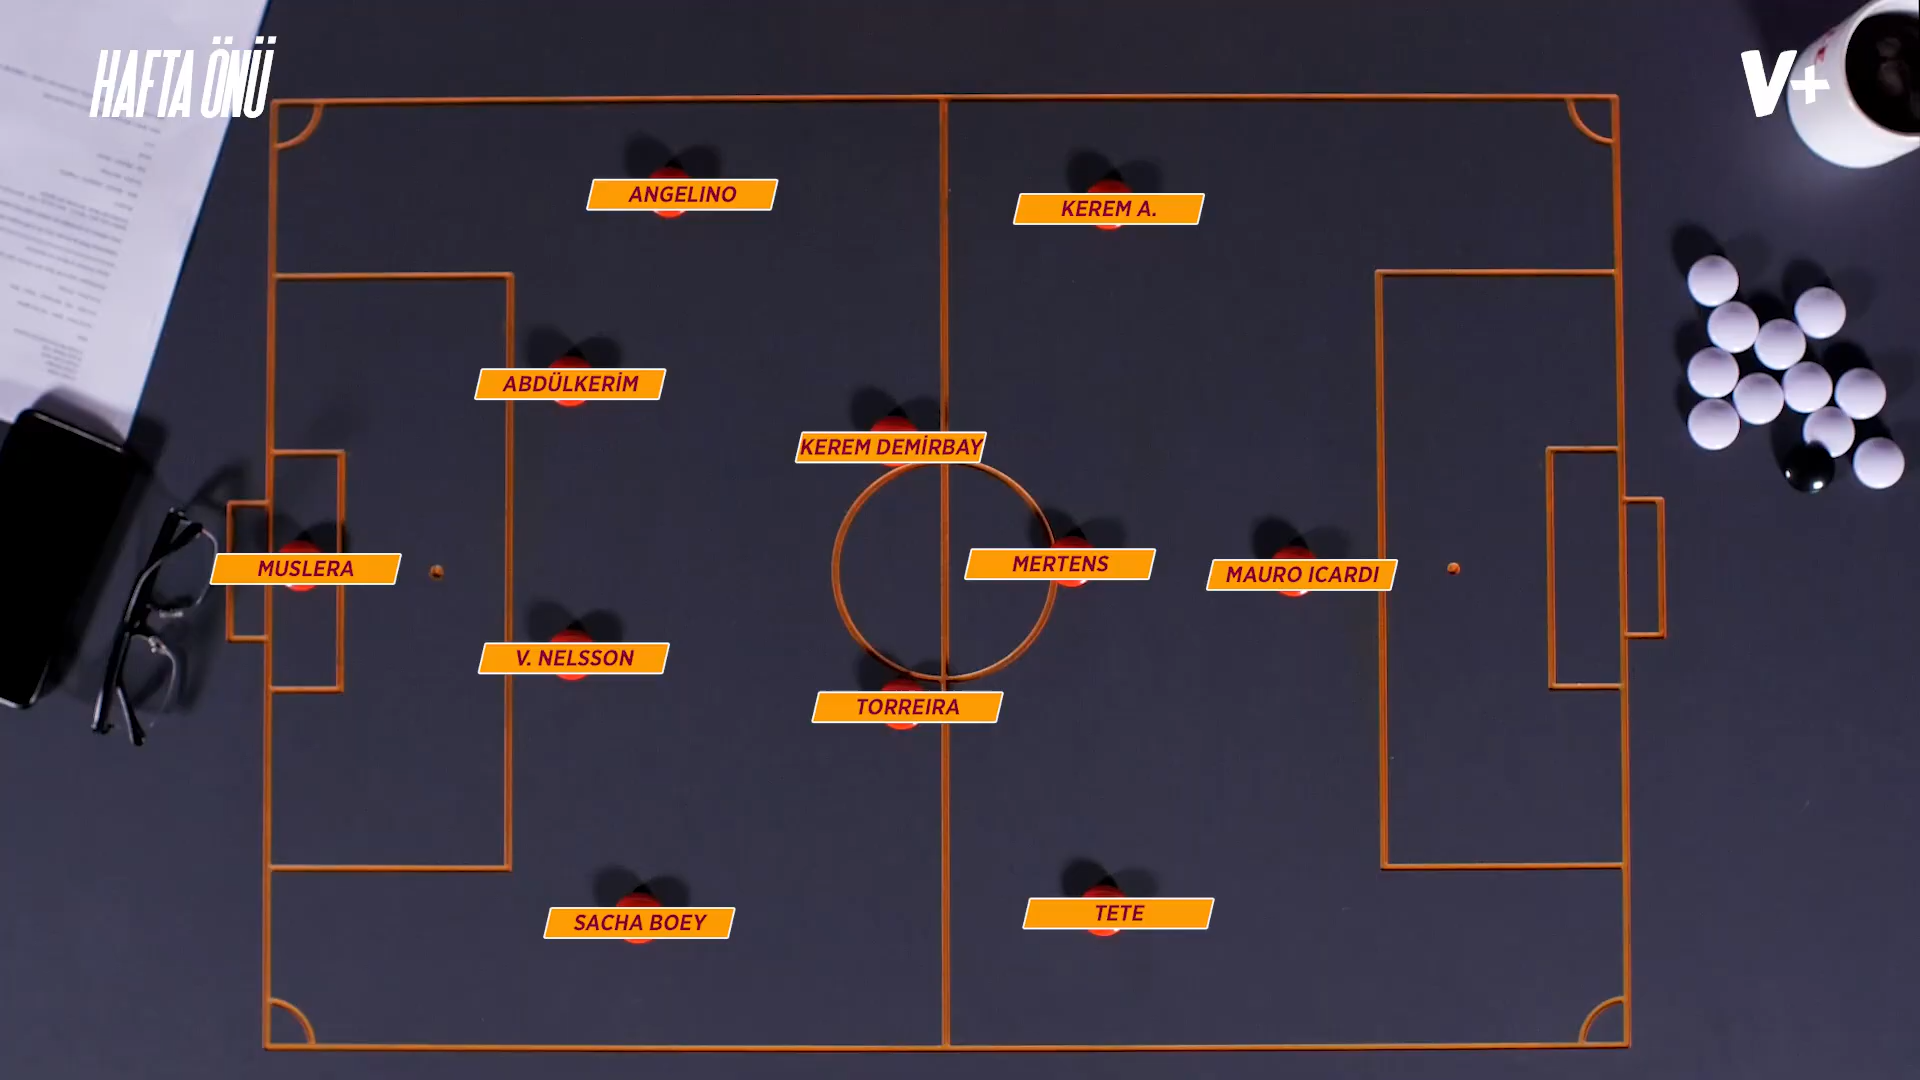 HAFTA ÖNÜ
V+
ANGELINO
KEREM A.
ABDÜLKERİM
KEREM DEMİRBAY
MUSLERA
MERTENS
MAURO ICARDI
V. NELSSON
TORREIRA
SACHA BOEY
TETE